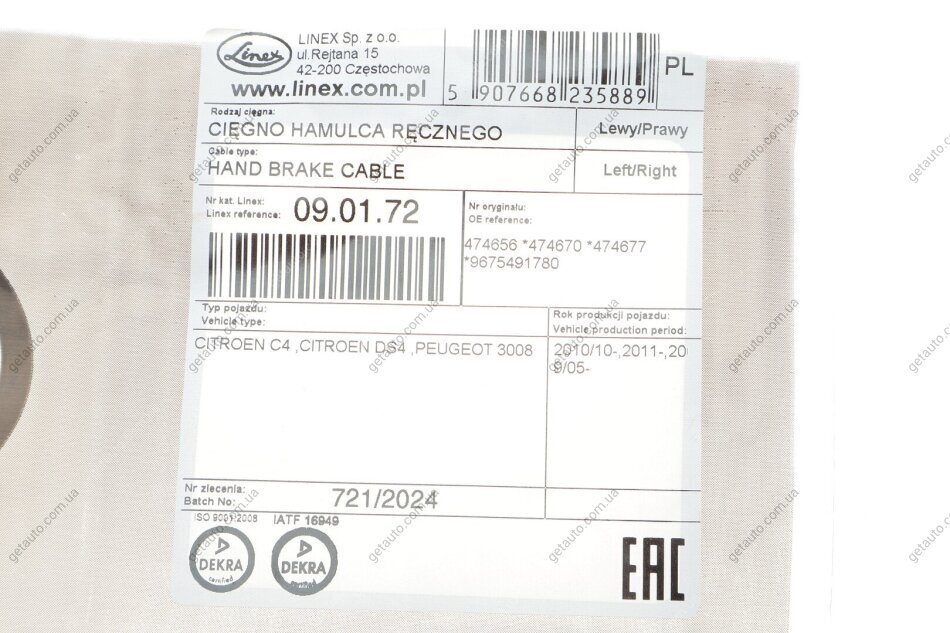 Linex
LINEX Sp. z o.o.
ul.Rejtana 15
42-200 Częstochowa
www.linex.com.pl
5 907668 235889
PL
Rodzaj cięgna:
CIĘGNO HAMULCA RĘCZNEGO
Lewy/Prawy
Cable type:
HAND BRAKE CABLE
Left/Right
Nr kat. Linex:
Linex reference:
09.01.72
Nr oryginału:
OE reference:
474656 *474670 *474677
*9675491780
Typ pojazdu:
Vehicle type:
Rok produkcji pojazdu:
Vehicle production period:
CITROEN C4 ,CITROEN DS4 ,PEUGEOT 3008
2010/10-,2011-,20
9/05-
Nr zlecenia:
Batch No:
721/2024
ISO 9001:2008
IATF 16949
DEKRA
certified
DEKRA
certified
EAC
getauto.com.ua